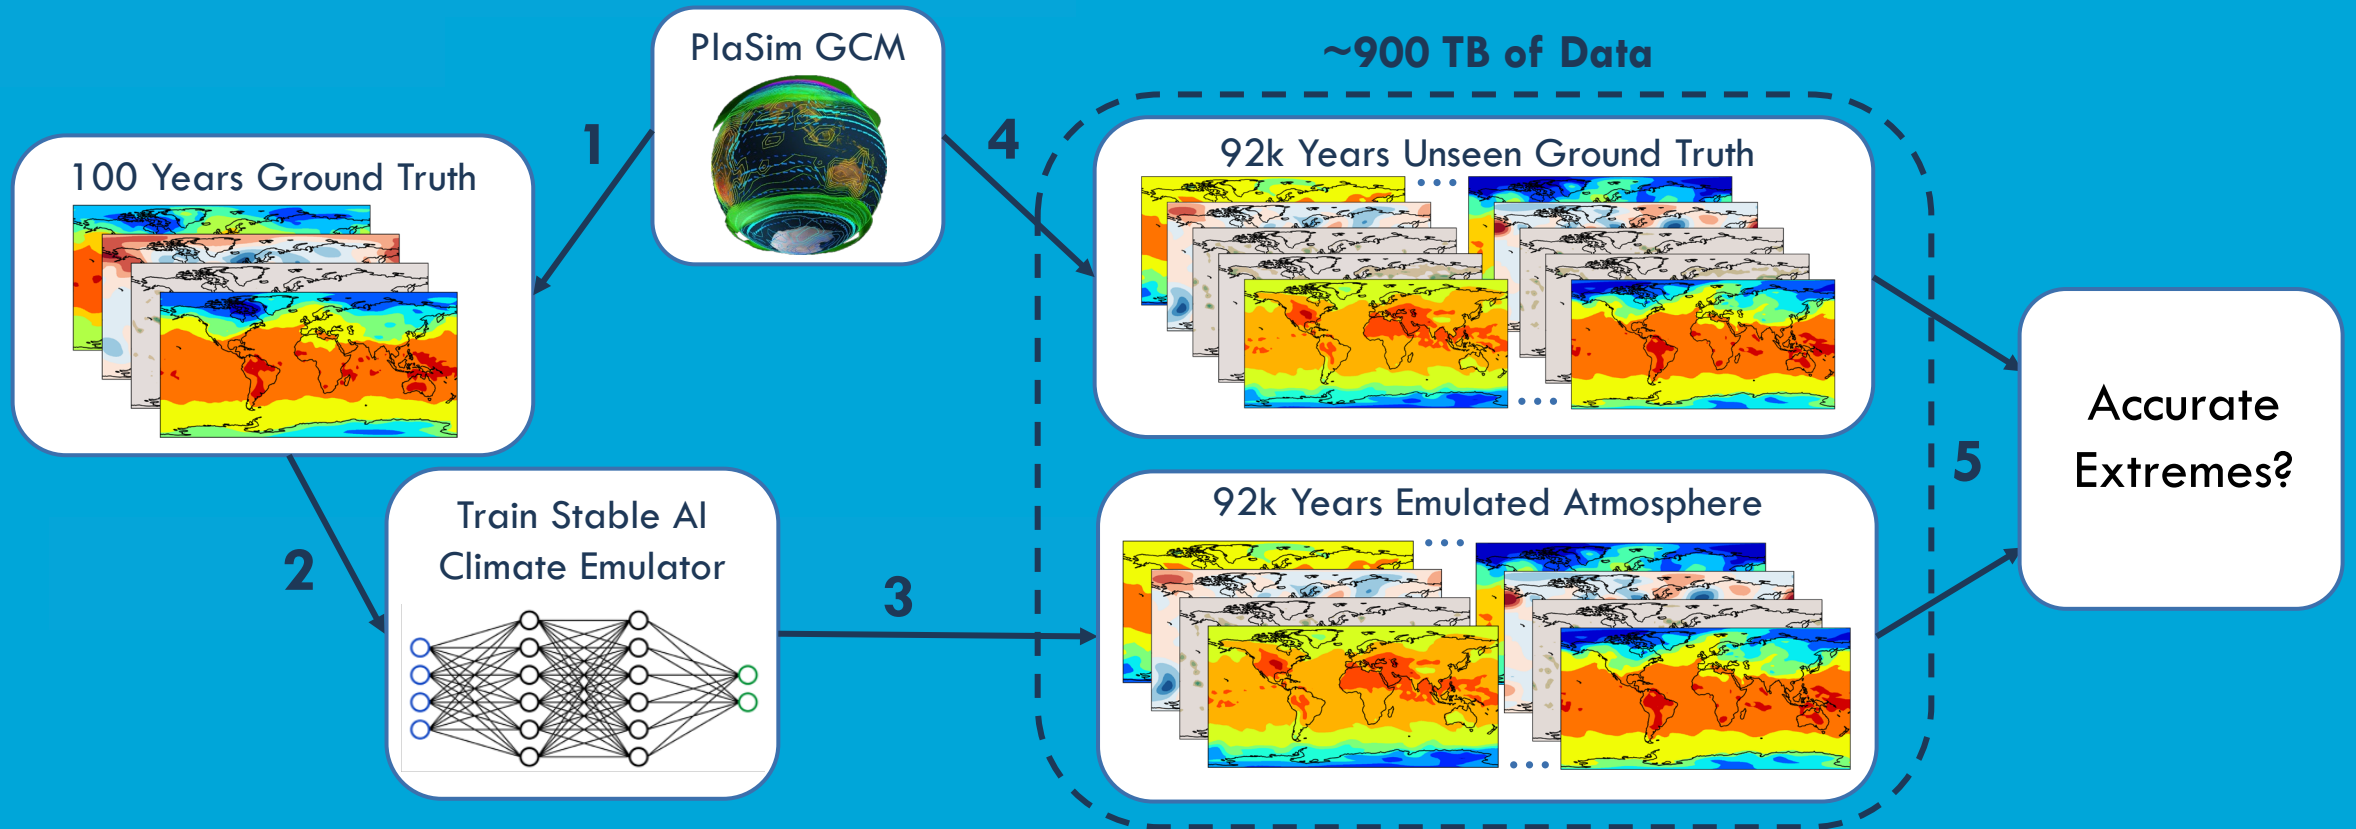 PlaSim GCM
~900 TB of Data
1
4
100 Years Ground Truth
92k Years Unseen Ground Truth
...
...
2
Train Stable AI
Climate Emulator
3
92k Years Emulated Atmosphere
...
...
5
Accurate
Extremes?